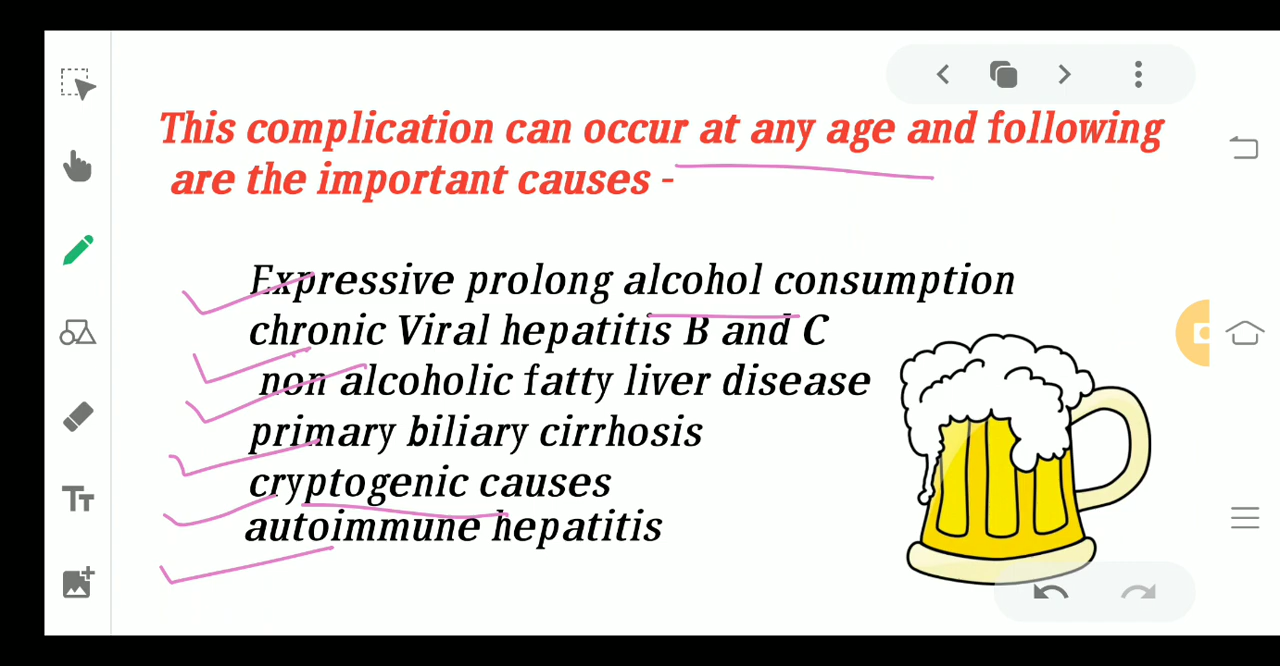 This complication can occur at any age and following
are the important causes -
Expressive prolong alcohol consumption
chronic Viral hepatitis B and C
non alcoholic fatty liver disease
primary biliary cirrhosis
cryptogenic causes
autoimmune hepatitis
TT